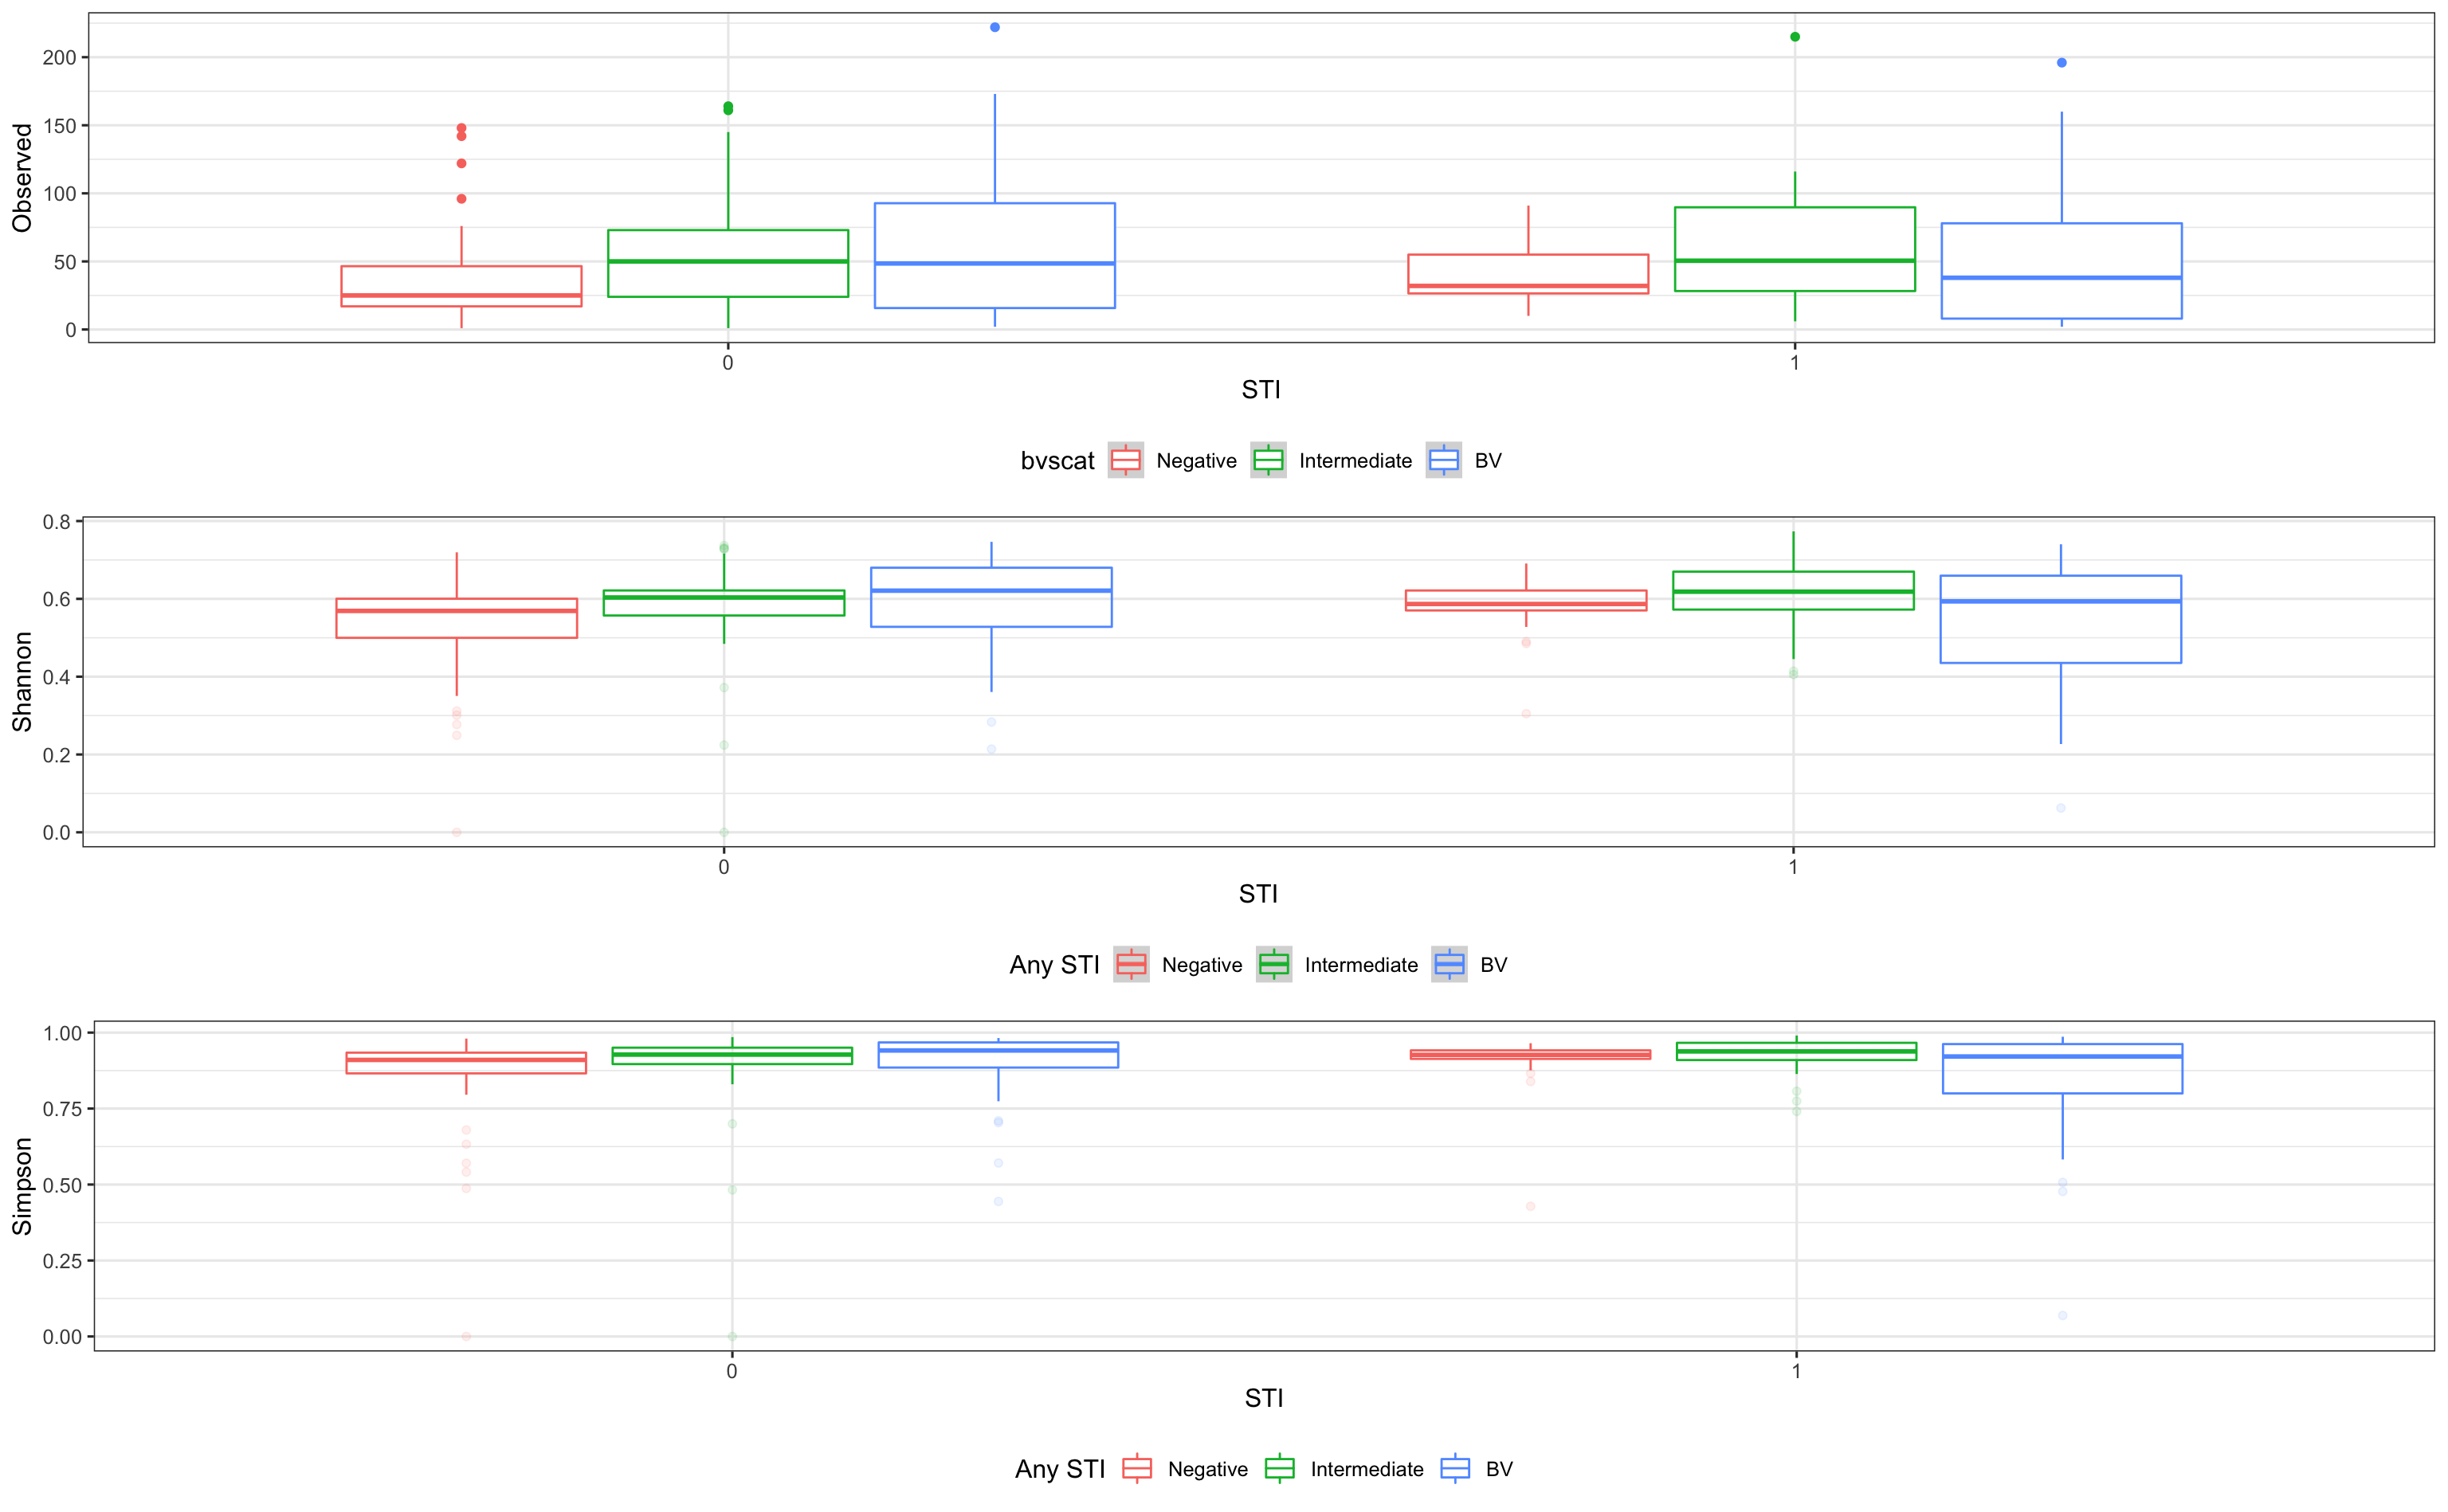 Observed
200
150
100
50
0
0 1
STI
bvscat Negative Intermediate BV
Shannon
0.8
0.6
0.4
0.2
0.0
0 1
STI
Any STI Negative Intermediate BV
Simpson
1.00
0.75
0.50
0.25
0.00
0 1
STI
Any STI Negative Intermediate BV